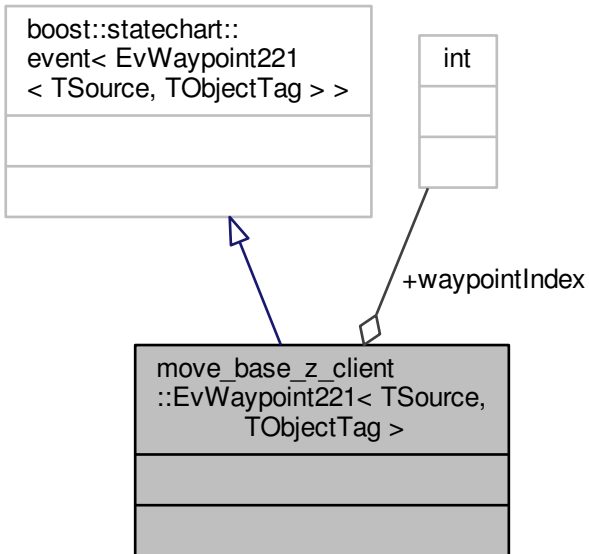 boost::statechart::
event< EvWaypoint221
< TSource, TObjectTag > >
int
+waypointIndex
move_base_z_client
::EvWaypoint221< TSource,
TObjectTag >